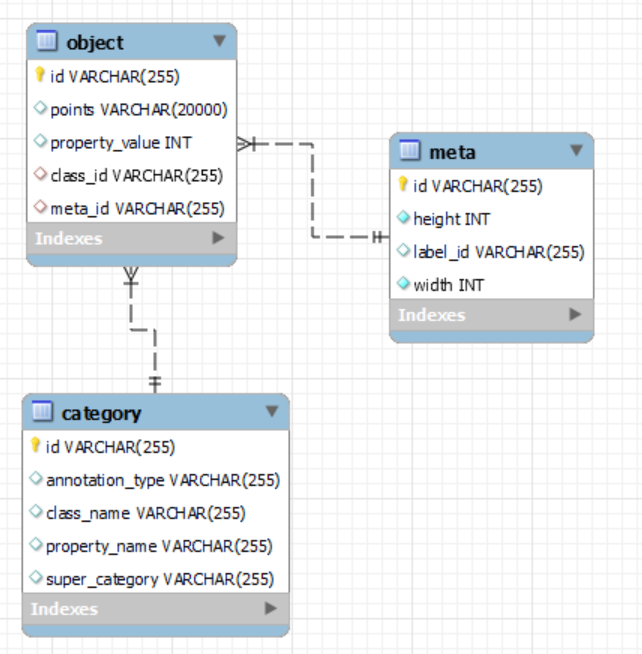 object
id VARCHAR(255)
points VARCHAR(20000)
property_value INT
class_id VARCHAR(255)
meta_id VARCHAR(255)
Indexes
meta
id VARCHAR(255)
height INT
label_id VARCHAR(255)
width INT
Indexes
category
id VARCHAR(255)
annotation_type VARCHAR(255)
class_name VARCHAR(255)
property_name VARCHAR(255)
super_category VARCHAR(255)
Indexes